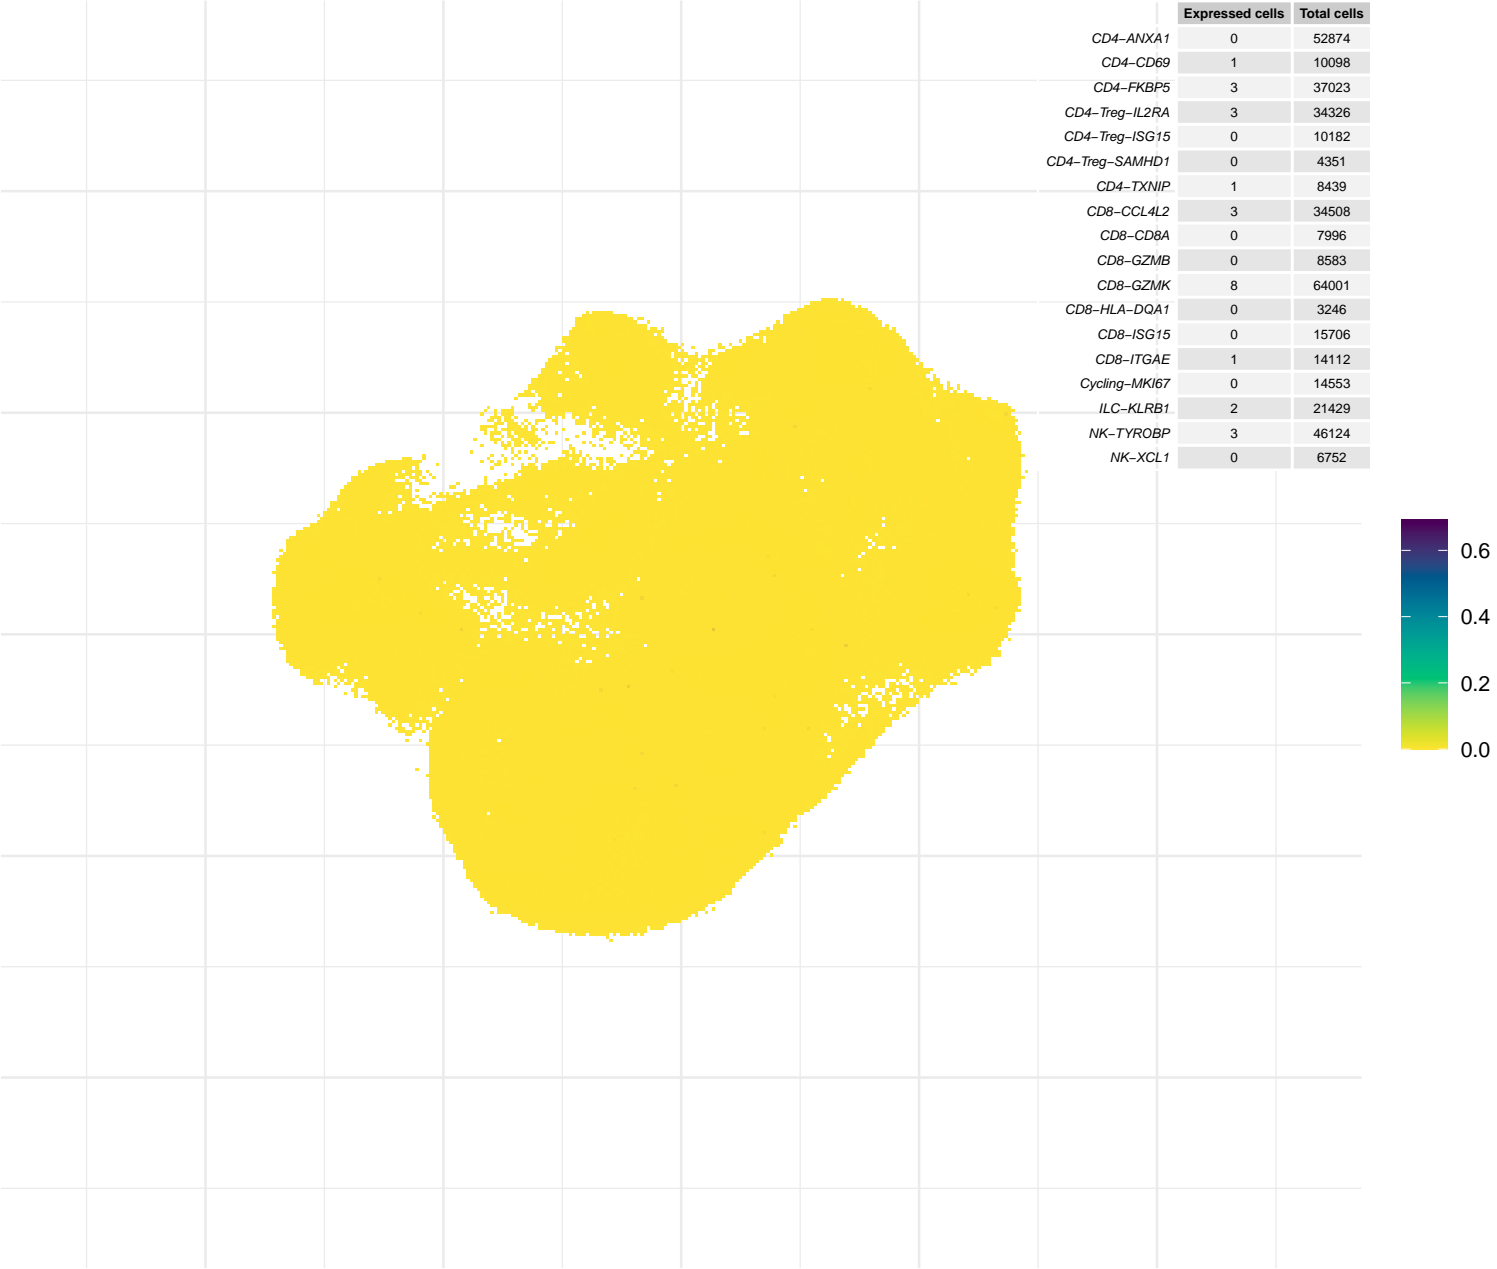 Expressed cells Total cells
CD4−ANXA1 0 52874
CD4−CD69 1 10098
CD4−FKBP5 3 37023
CD4−Treg−IL2RA 3 34326
CD4−Treg−ISG15 0 10182
CD4−Treg−SAMHD1 0 4351
CD4−TXNIP 1 8439
CD8−CCL4L2 3 34508
CD8−CD8A 0 7996
CD8−GZMB 0 8583
CD8−GZMK 8 64001
CD8−HLA−DQA1 0 3246
CD8−ISG15 0 15706
CD8−ITGAE 1 14112
Cycling−MKI67 0 14553
ILC−KLRB1 2 21429
NK−TYROBP 3 46124
NK−XCL1 0 6752
0.6
0.4
0.2
0.0